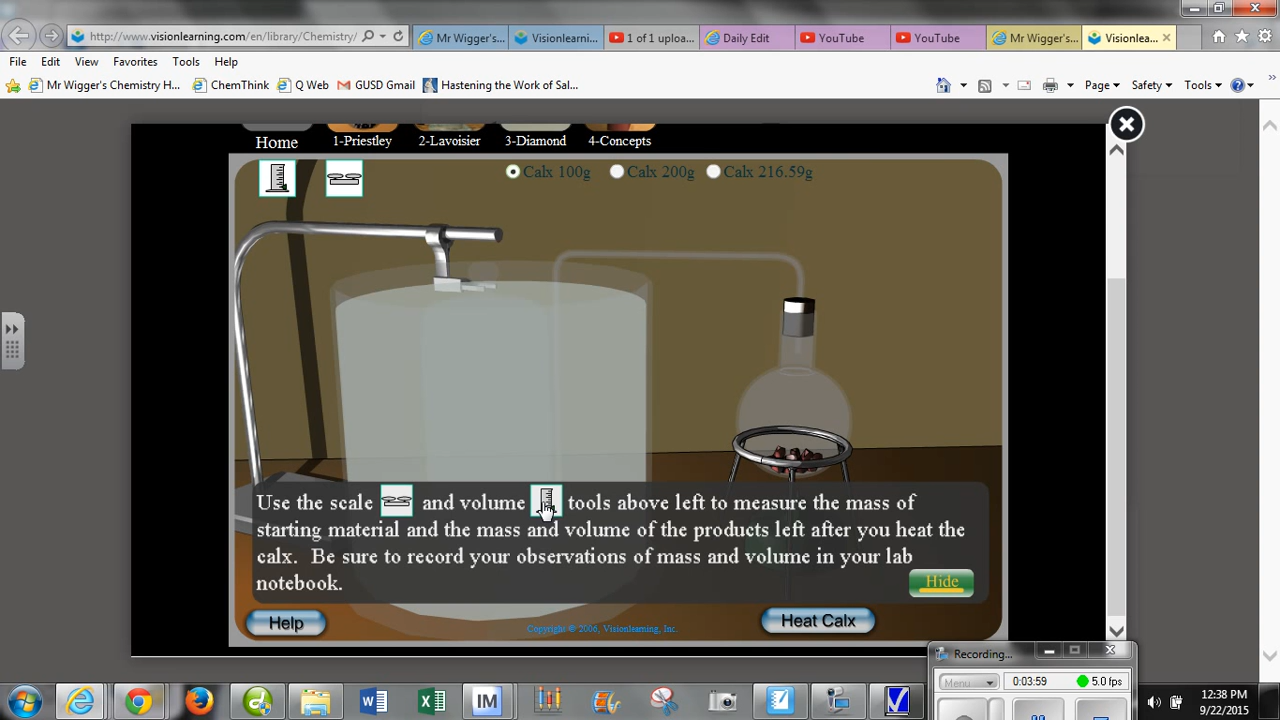 http://www.visionlearning.com/en/library/Chemistry/
Mr Wigger's...
Visionlearni...
1 of 1 uploa...
Daily Edit
YouTube
YouTube
Mr Wigger's...
Visionlea...
File Edit View Favorites Tools Help
Mr Wigger's Chemistry H... ChemThink Q Web GUSD Gmail Hastening the Work of Sal...
Page Safety Tools
Home 1-Priestley 2-Lavoisier 3-Diamond 4-Concepts
Calx 100g Calx 200g Calx 216.59g
Use the scale and volume tools above left to measure the mass of
starting material and the mass and volume of the products left after you heat the
calx. Be sure to record your observations of mass and volume in your lab
notebook.
Hide
Help
Copyright © 2006, Visionlearning, Inc.
Heat Calx
Recording...
Menu 0:03:59 5.0 fps
IM
12:38 PM
9/22/2015